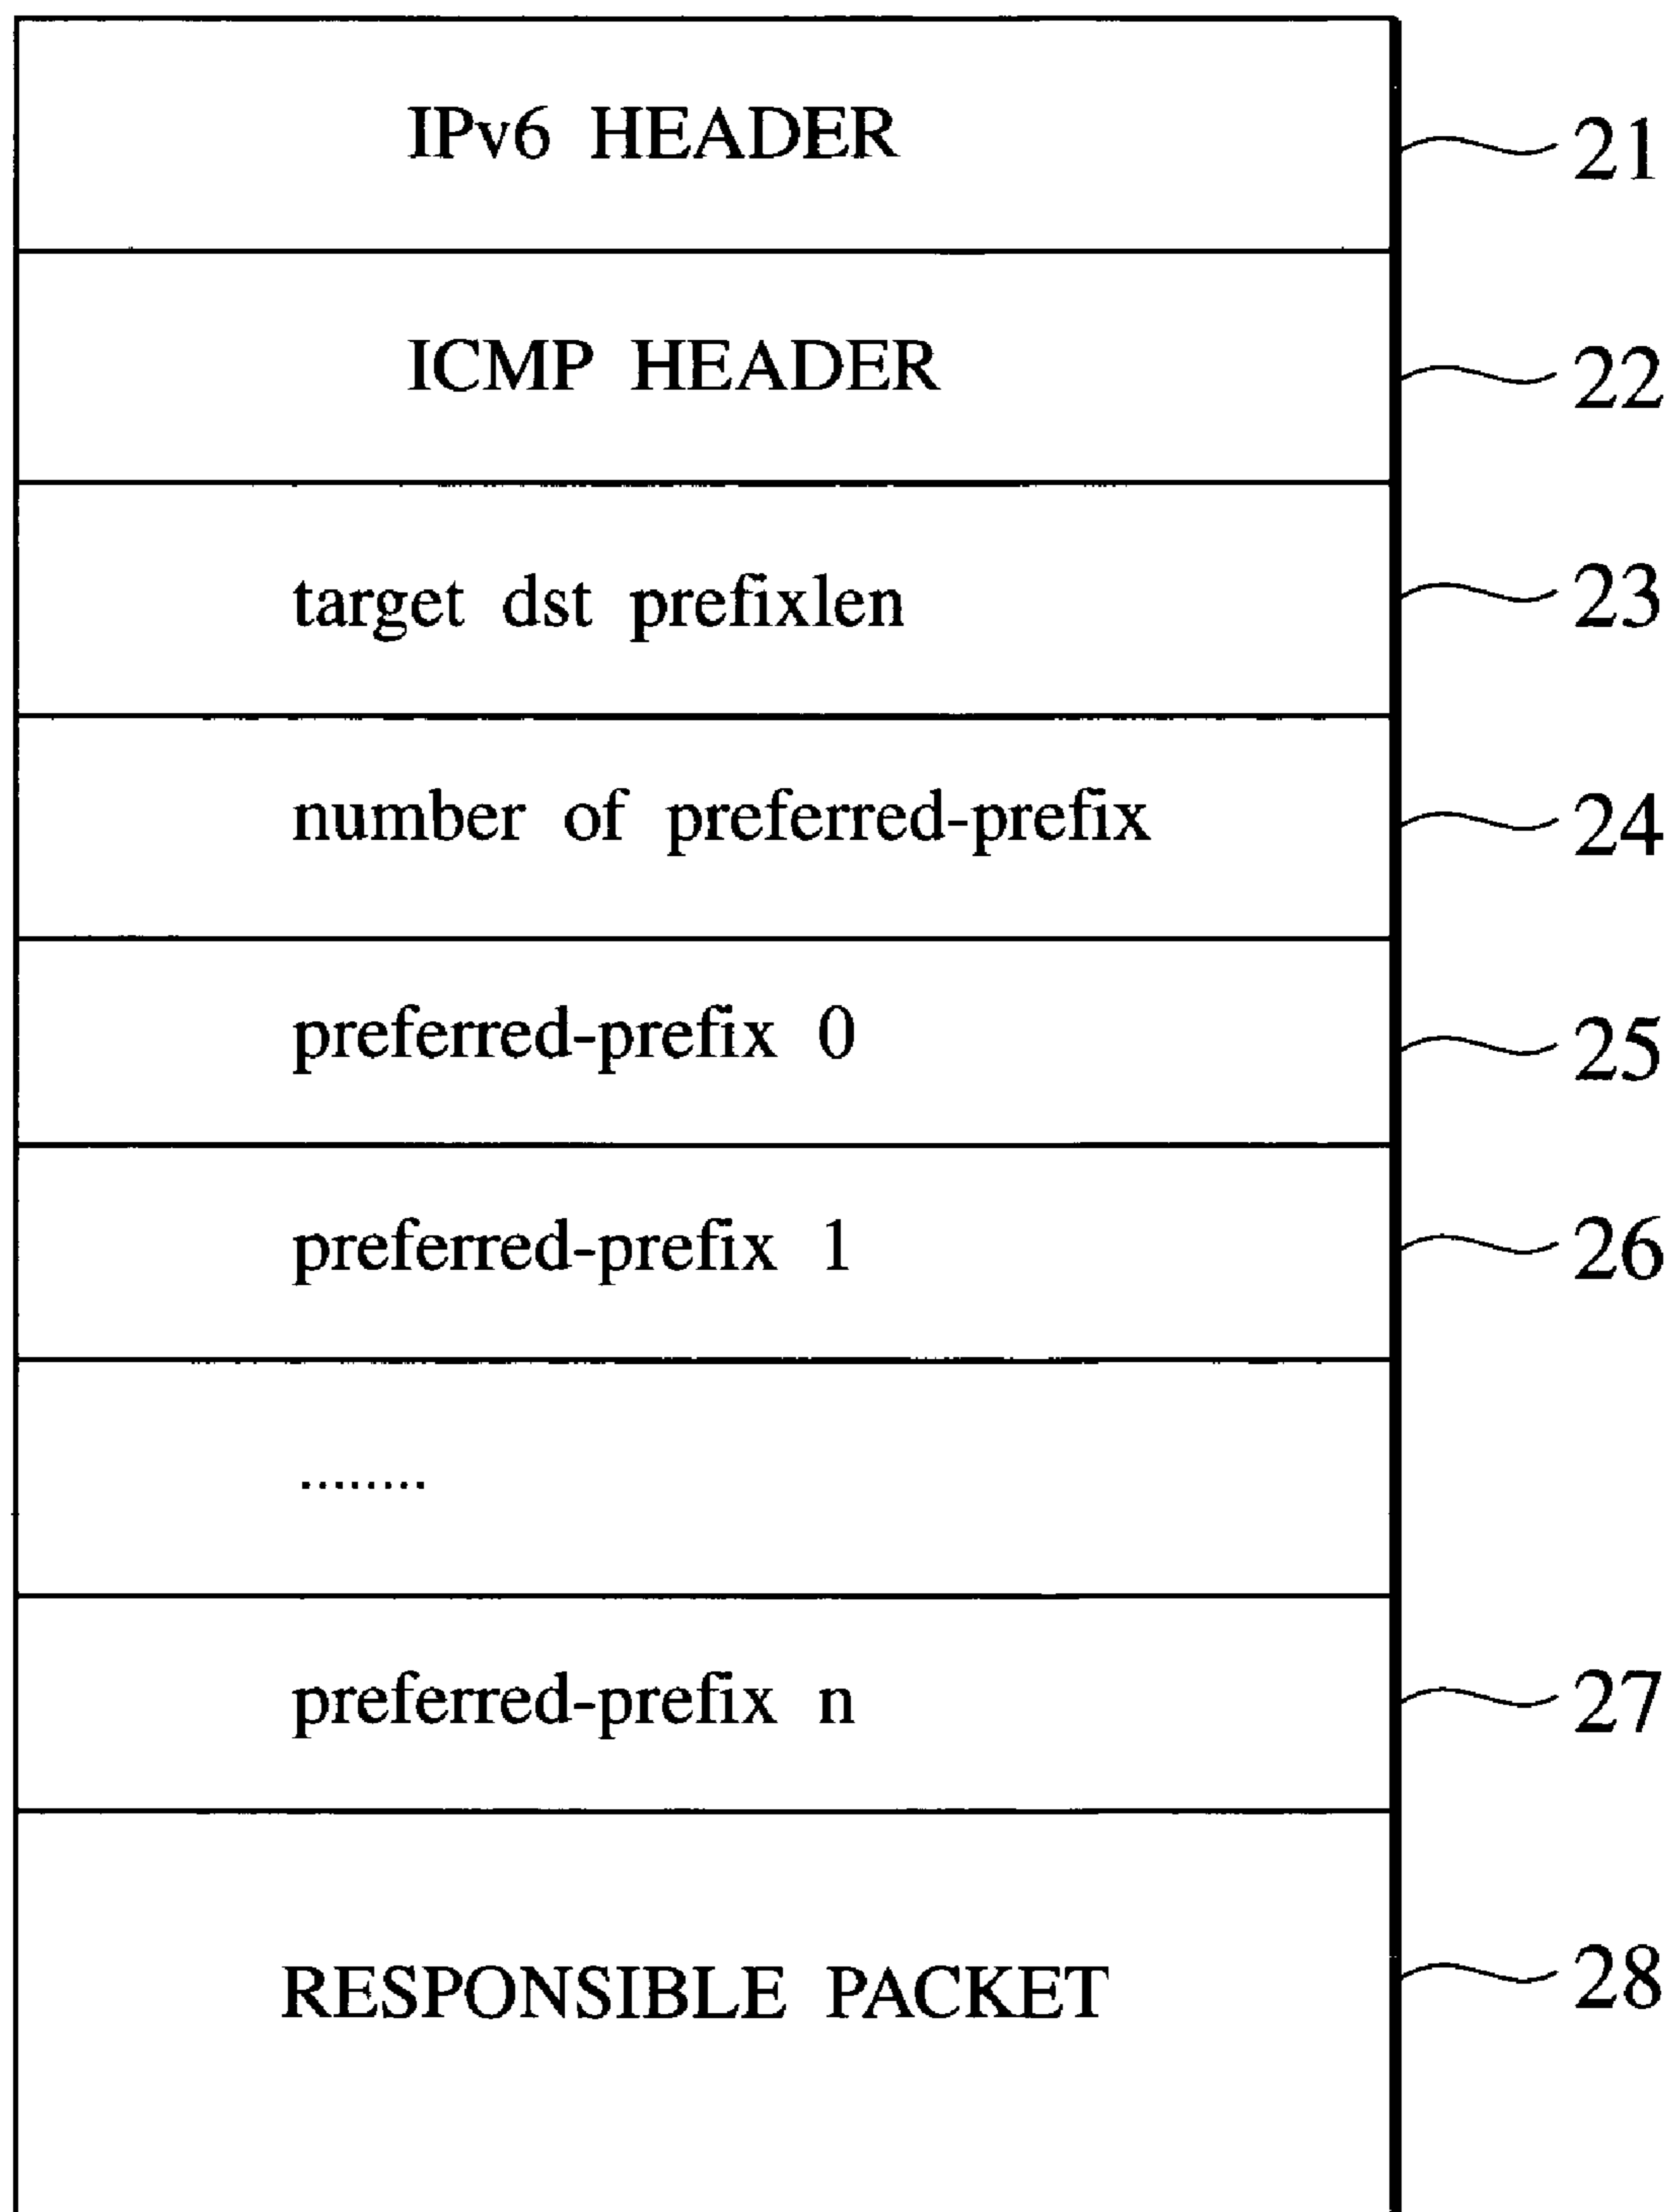 IPv6 HEADER 21
ICMP HEADER 22
target dst prefixlen 23
number of preferred-prefix 24
preferred-prefix 0 25
preferred-prefix 1 26
........
preferred-prefix n 27
RESPONSIBLE PACKET 28